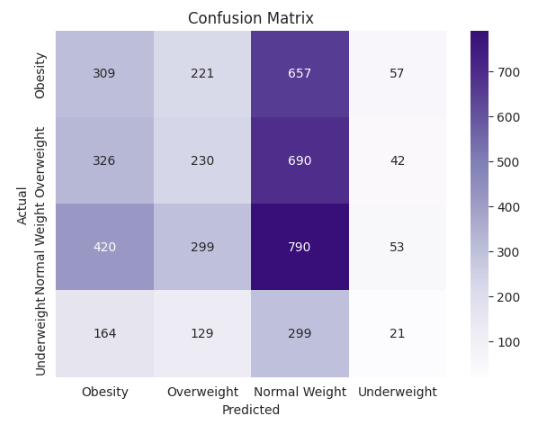 Confusion Matrix
Actual
Obesity 309 221 657 57
Overweight 326 230 690 42
Normal Weight 420 299 790 53
Underweight 164 129 299 21
Obesity Overweight Normal Weight Underweight
Predicted
700
600
500
400
300
200
100